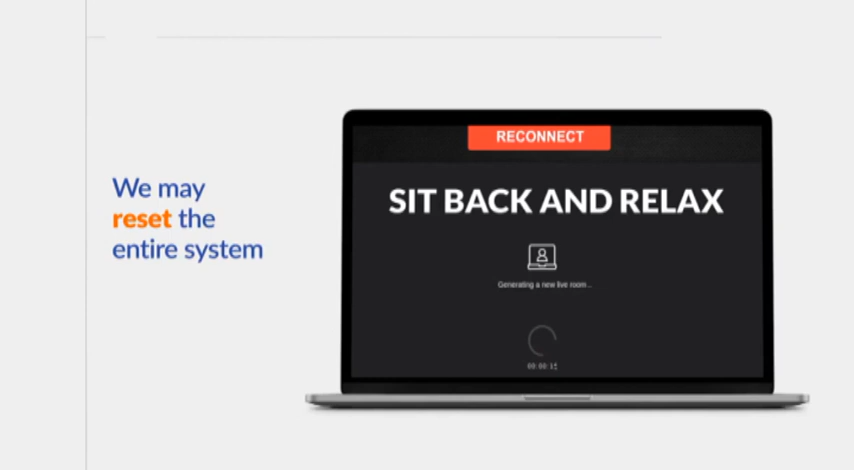 We may
reset the
entire system
RECONNECT
SIT BACK AND RELAX
Generating a new live room...